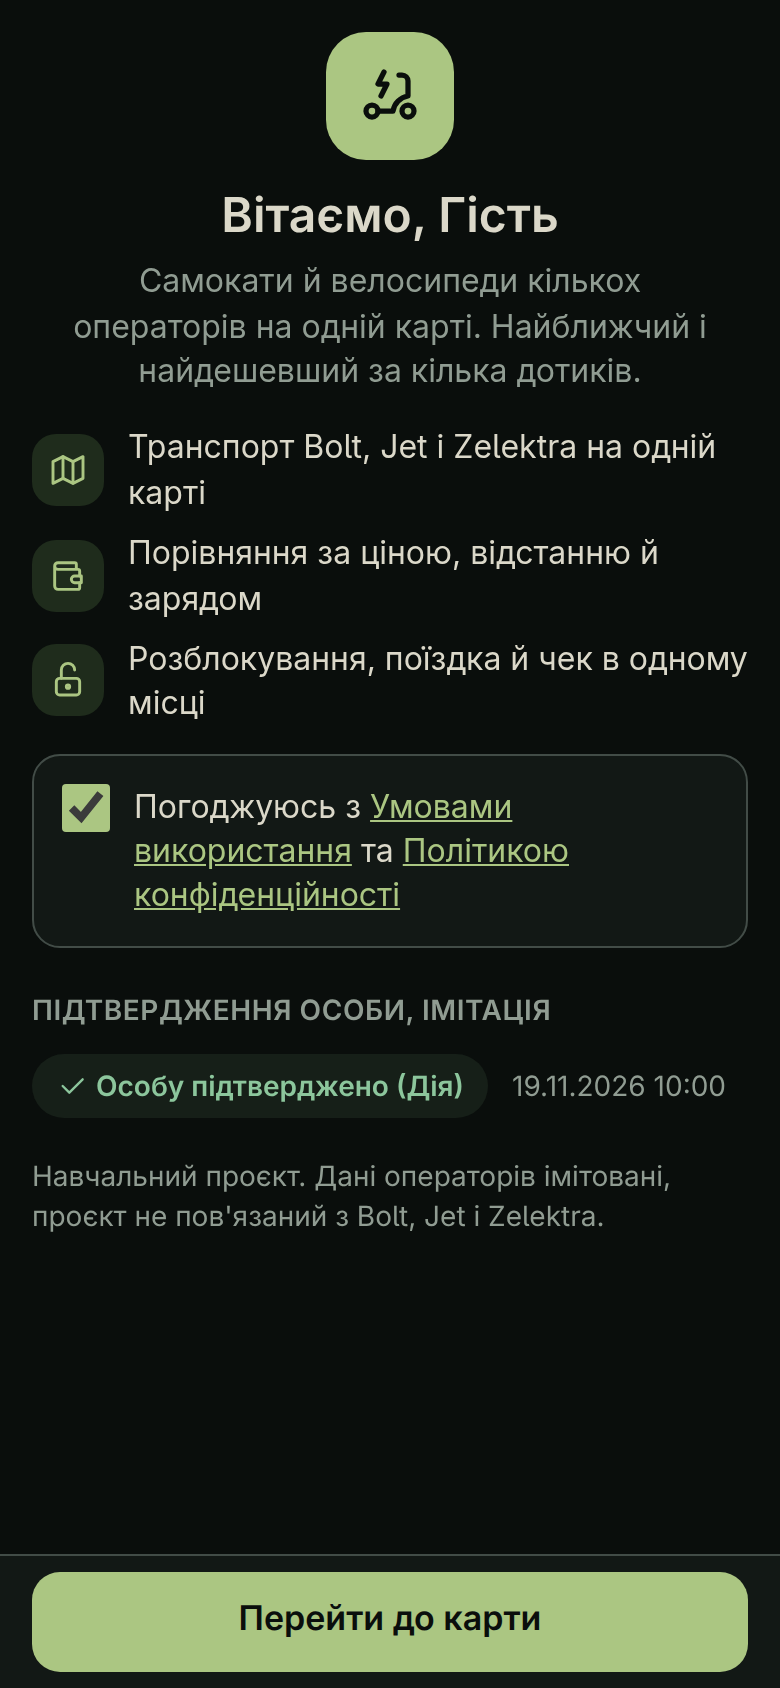 Вітаємо, Гість
Самокати й велосипеди кількох
операторів на одній карті. Найближчий і
найдешевший за кілька дотиків.
Транспорт Bolt, Jet і Zelektra на одній
карті
Порівняння за ціною, відстанню й
зарядом
Розблокування, поїздка й чек в одному
місці
Погоджуюсь з Умовами
використання та Політикою
конфіденційності
ПІДТВЕРДЖЕННЯ ОСОБИ, ІМІТАЦІЯ
Особу підтверджено (Дія) 19.11.2026 10:00
Навчальний проєкт. Дані операторів імітовані,
проєкт не пов'язаний з Bolt, Jet і Zelektra.
Перейти до карти